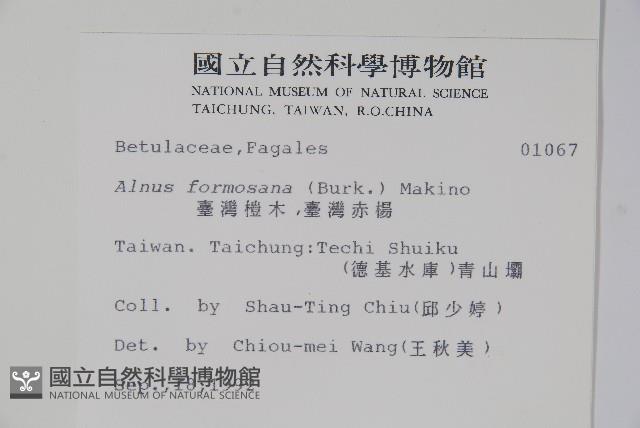 國立自然科學博物館
NATIONAL MUSEUM OF NATURAL SCIENCE
TAICHUNG, TAIWAN, R.O.CHINA
Betulaceae,Fagales 01067
Alnus formosana (Burk.) Makino
臺灣榿木,臺灣赤楊
Taiwan. Taichung:Techi Shuiku
(德基水庫)青山壩
Coll. by Shau-Ting Chiu(邱少婷)
Det. by Chiou-mei Wang(王秋美)
國立自然科學博物館
NATIONAL MUSEUM OF NATURAL SCIENCE
Sep.,18,1992